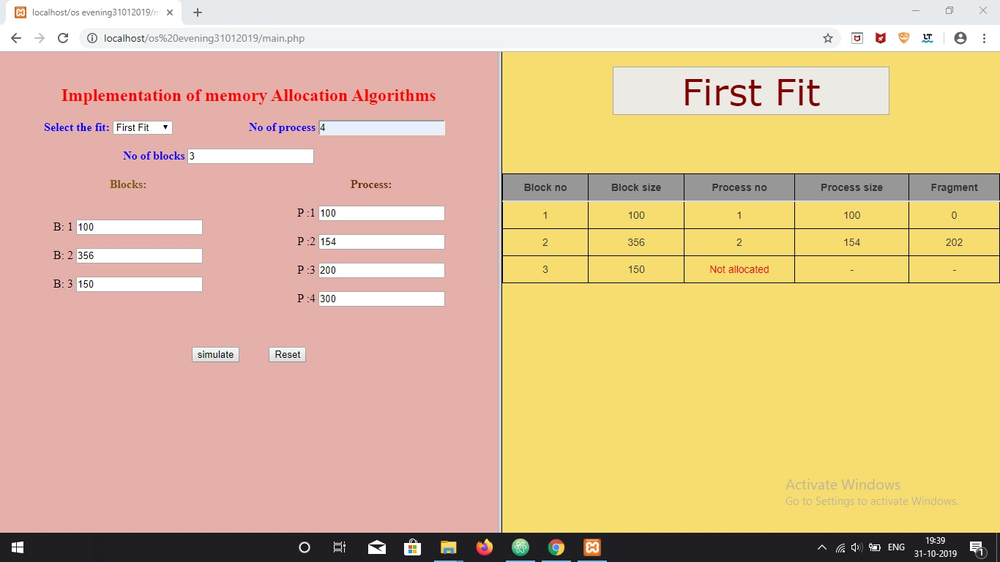 localhost/os evening31012019/m
localhost/os%20evening31012019/main.php
Implementation of memory Allocation Algorithms
Select the fit: First Fit No of process 4
No of blocks 3
Blocks: Process:
B: 1 100
B: 2 356
B: 3 150
P :1 100
P :2 154
P :3 200
P :4 300
simulate Reset
First Fit
Block no Block size Process no Process size Fragment
1 100 1 100 0
2 356 2 154 202
3 150 Not allocated - -
Activate Windows
Go to Settings to activate Windows.
ENG 19:39
31-10-2019
1